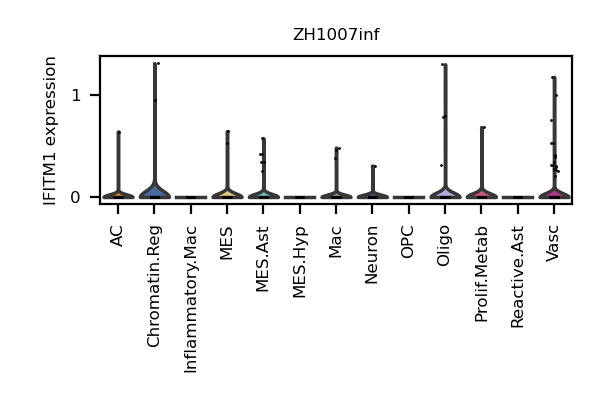 ZH1007inf
IFITM1 expression
1
0
AC
Chromatin.Reg
Inflammatory.Mac
MES
MES.Ast
MES.Hyp
Mac
Neuron
OPC
Oligo
Prolif.Metab
Reactive.Ast
Vasc